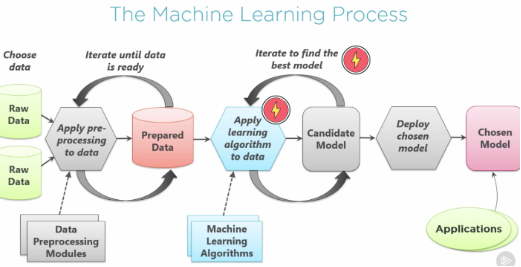 The Machine Learning Process
Choose
data
Iterate until data
is ready
Iterate to find the
best model
Raw
Data
Raw
Data
Apply pre-
processing
to data
Prepared
Data
Apply
learning
algorithm
to data
Candidate
Model
Deploy
chosen
model
Chosen
Model
Data
Preprocessing
Modules
Machine
Learning
Algorithms
Applications